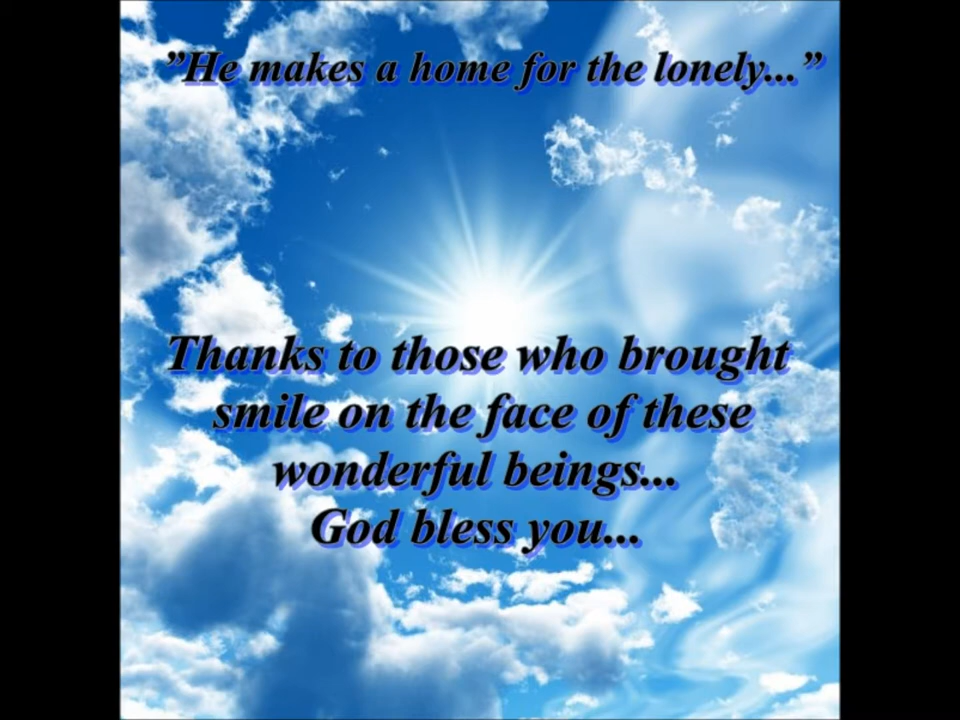 ”He makes a home for the lonely...”
Thanks to those who brought
smile on the face of these
wonderful beings...
God bless you...